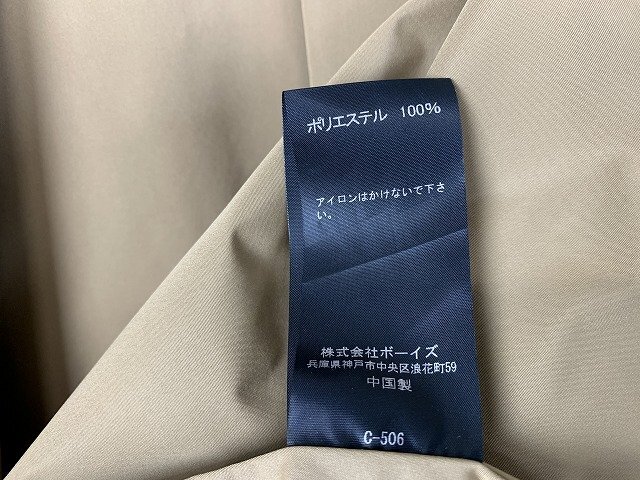 ポリエステル 100%
アイロンはかけないで下さ
い。
株式会社ボーイズ
兵庫県神戸市中央区浪花町59
中国製
C-506